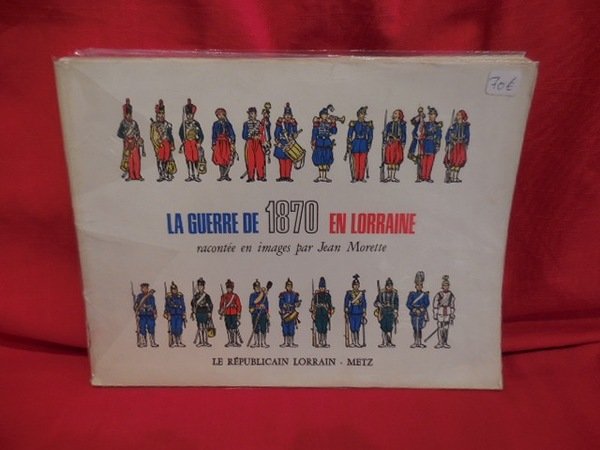 70€
LA GUERRE DE 1870 EN LORRAINE
racontée en images par Jean Morette
LE RÉPUBLICAIN LORRAIN - METZ